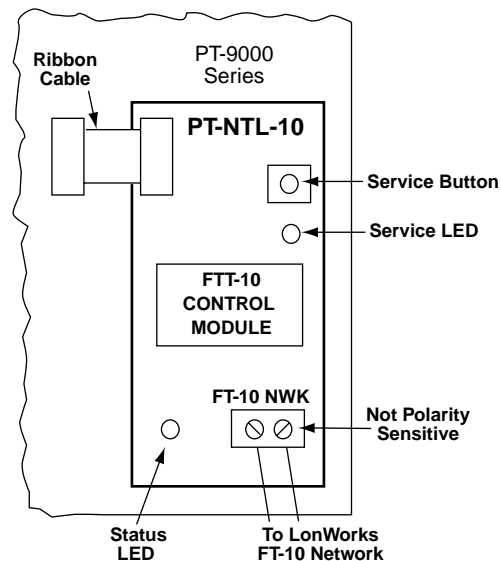 Ribbon
Cable
PT-9000
Series
PT-NTL-10
Service Button
Service LED
FTT-10
CONTROL
MODULE
FT-10 NWK
Not Polarity
Sensitive
Status
LED
To LonWorks
FT-10 Network